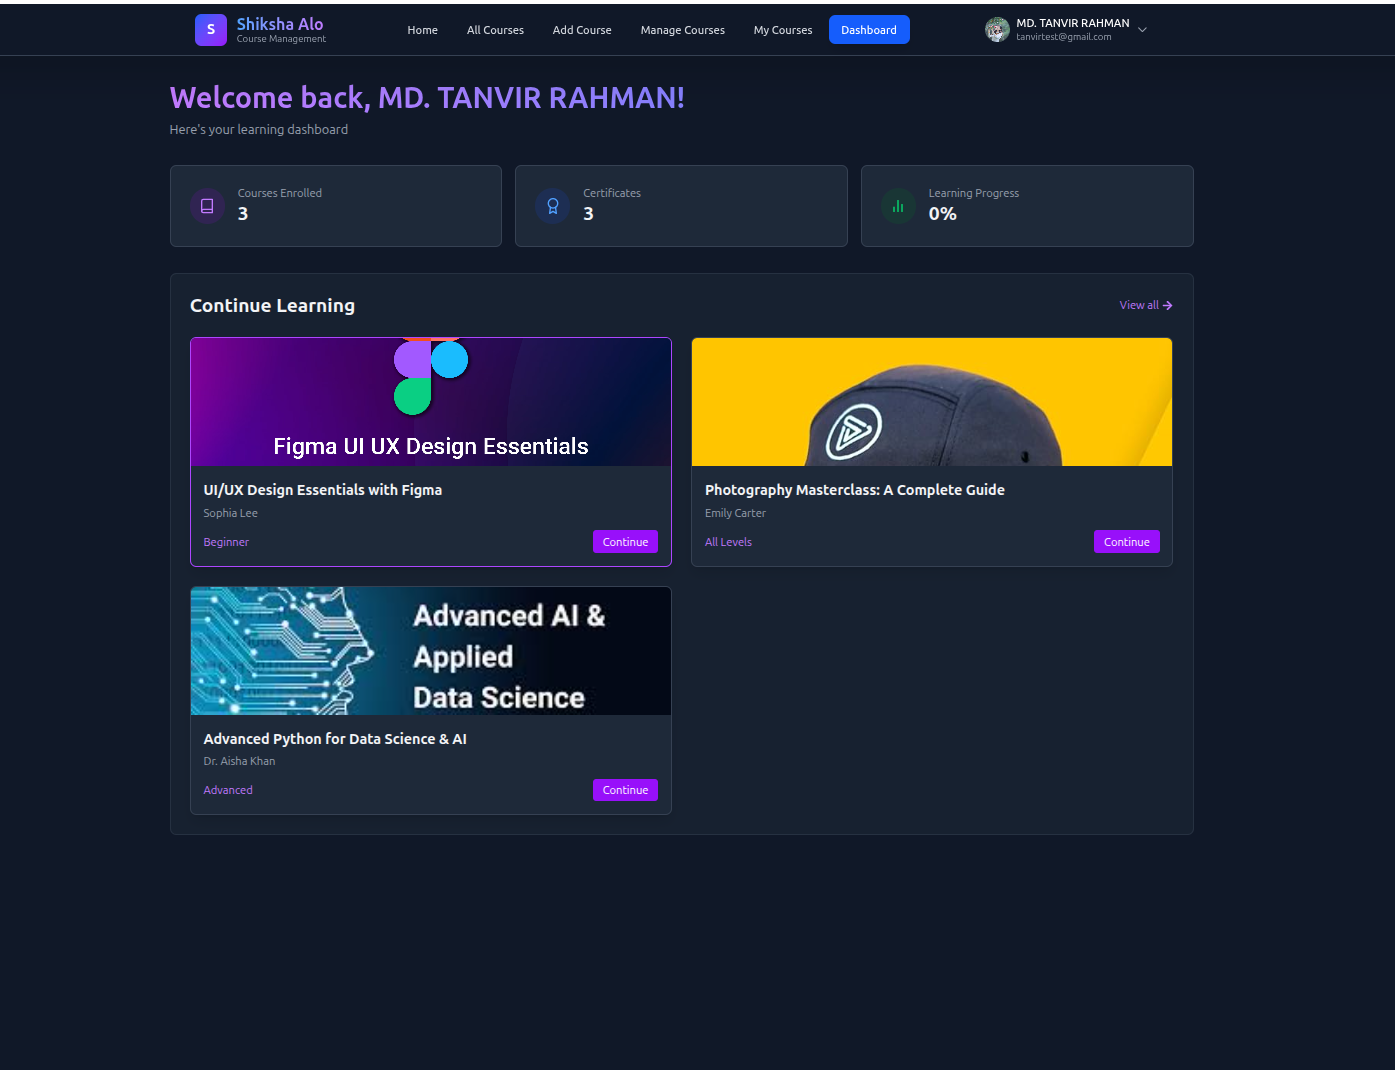 S
Shiksha Alo
Course Management
Home
All Courses
Add Course
Manage Courses
My Courses
Dashboard
MD. TANVIR RAHMAN
tanvirtest@gmail.com
Welcome back, MD. TANVIR RAHMAN!
Here's your learning dashboard
Courses Enrolled
3
Certificates
3
Learning Progress
0%
Continue Learning
View all →
Figma UI UX Design Essentials
UI/UX Design Essentials with Figma
Sophia Lee
Beginner
Continue
Photography Masterclass: A Complete Guide
Emily Carter
All Levels
Continue
Advanced AI &
Applied
Data Science
Advanced Python for Data Science & AI
Dr. Aisha Khan
Advanced
Continue